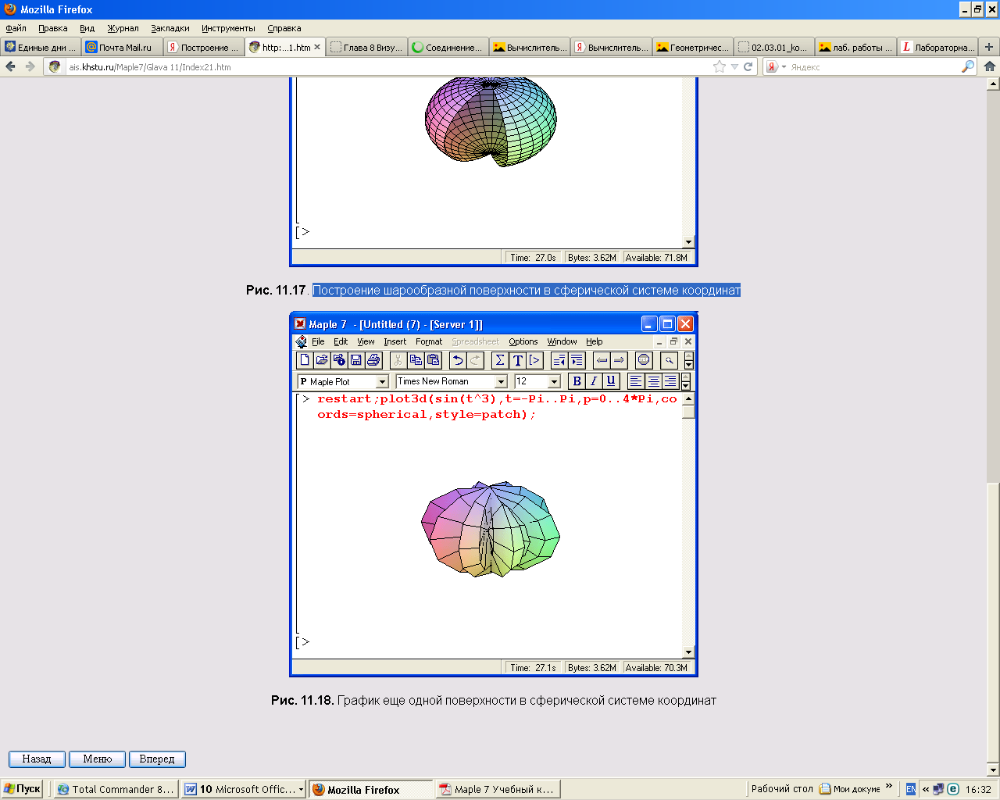 Mozilla Firefox
Файл Правка Вид Журнал Закладки Инструменты Справка
Единые дни ... Почта Mail.ru Построение ... http:...1.htm Глава 8 Визу... Соединение... Вычислитель... Вычислитель... Геометричес... 02.03.01_ко... лаб. работы ... Лабораторна...
ais.khstu.ru/Maple7/Glava 11/Index21.htm Яндекс
[>
Time: 27.0s Bytes: 3.62M Available: 71.8M
Рис. 11.17. Построение шарообразной поверхности в сферической системе координат
Maple 7 - [Untitled (7) - [Server 1]]
File Edit View Insert Format Spreadsheet Options Window Help
P Maple Plot Times New Roman 12 B I U
[> restart;plot3d(sin(t^3),t=-Pi..Pi,p=0..4*Pi,co
ords=spherical,style=patch);
[>
Time: 27.1s Bytes: 3.62M Available: 70.3M
Рис. 11.18. График еще одной поверхности в сферической системе координат
Назад Меню Вперед
Пуск Total Commander 8... 10 Microsoft Offic... Mozilla Firefox Maple 7 Учебный к... Рабочий стол Мои докуме » EN « 16:32